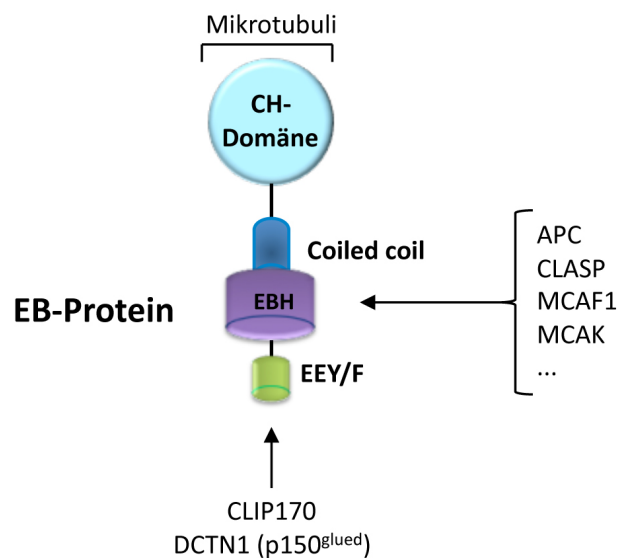 Mikrotubuli
CH-
Domäne
Coiled coil
EBH
EB-Protein
EEY/F
APC
CLASP
MCAF1
MCAK
...
CLIP170
DCTN1 (p150glued)